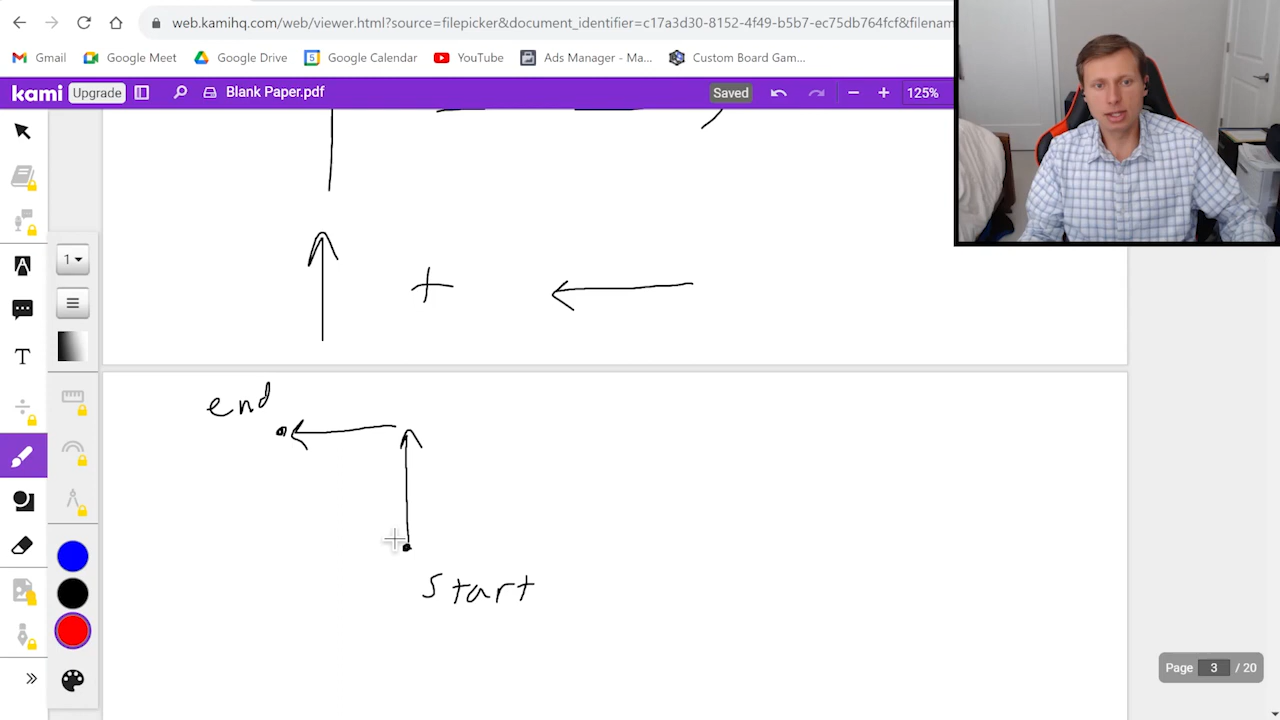 web.kamihq.com/web/viewer.html?source=filepicker&document_identifier=c17a3d30-8152-4f49-b5b7-ec75db764fcf&filenam
Gmail Google Meet Google Drive 5 Google Calendar YouTube Ads Manager - Ma... Custom Board Gam...
kami Upgrade Blank Paper.pdf Saved 125%
1
+
end
start
Page 3 / 20